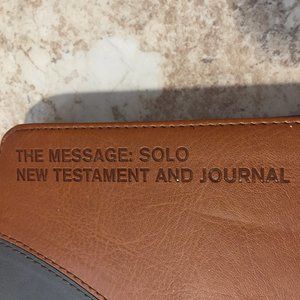 THE MESSAGE: SOLO
NEW TESTAMENT AND JOURNAL